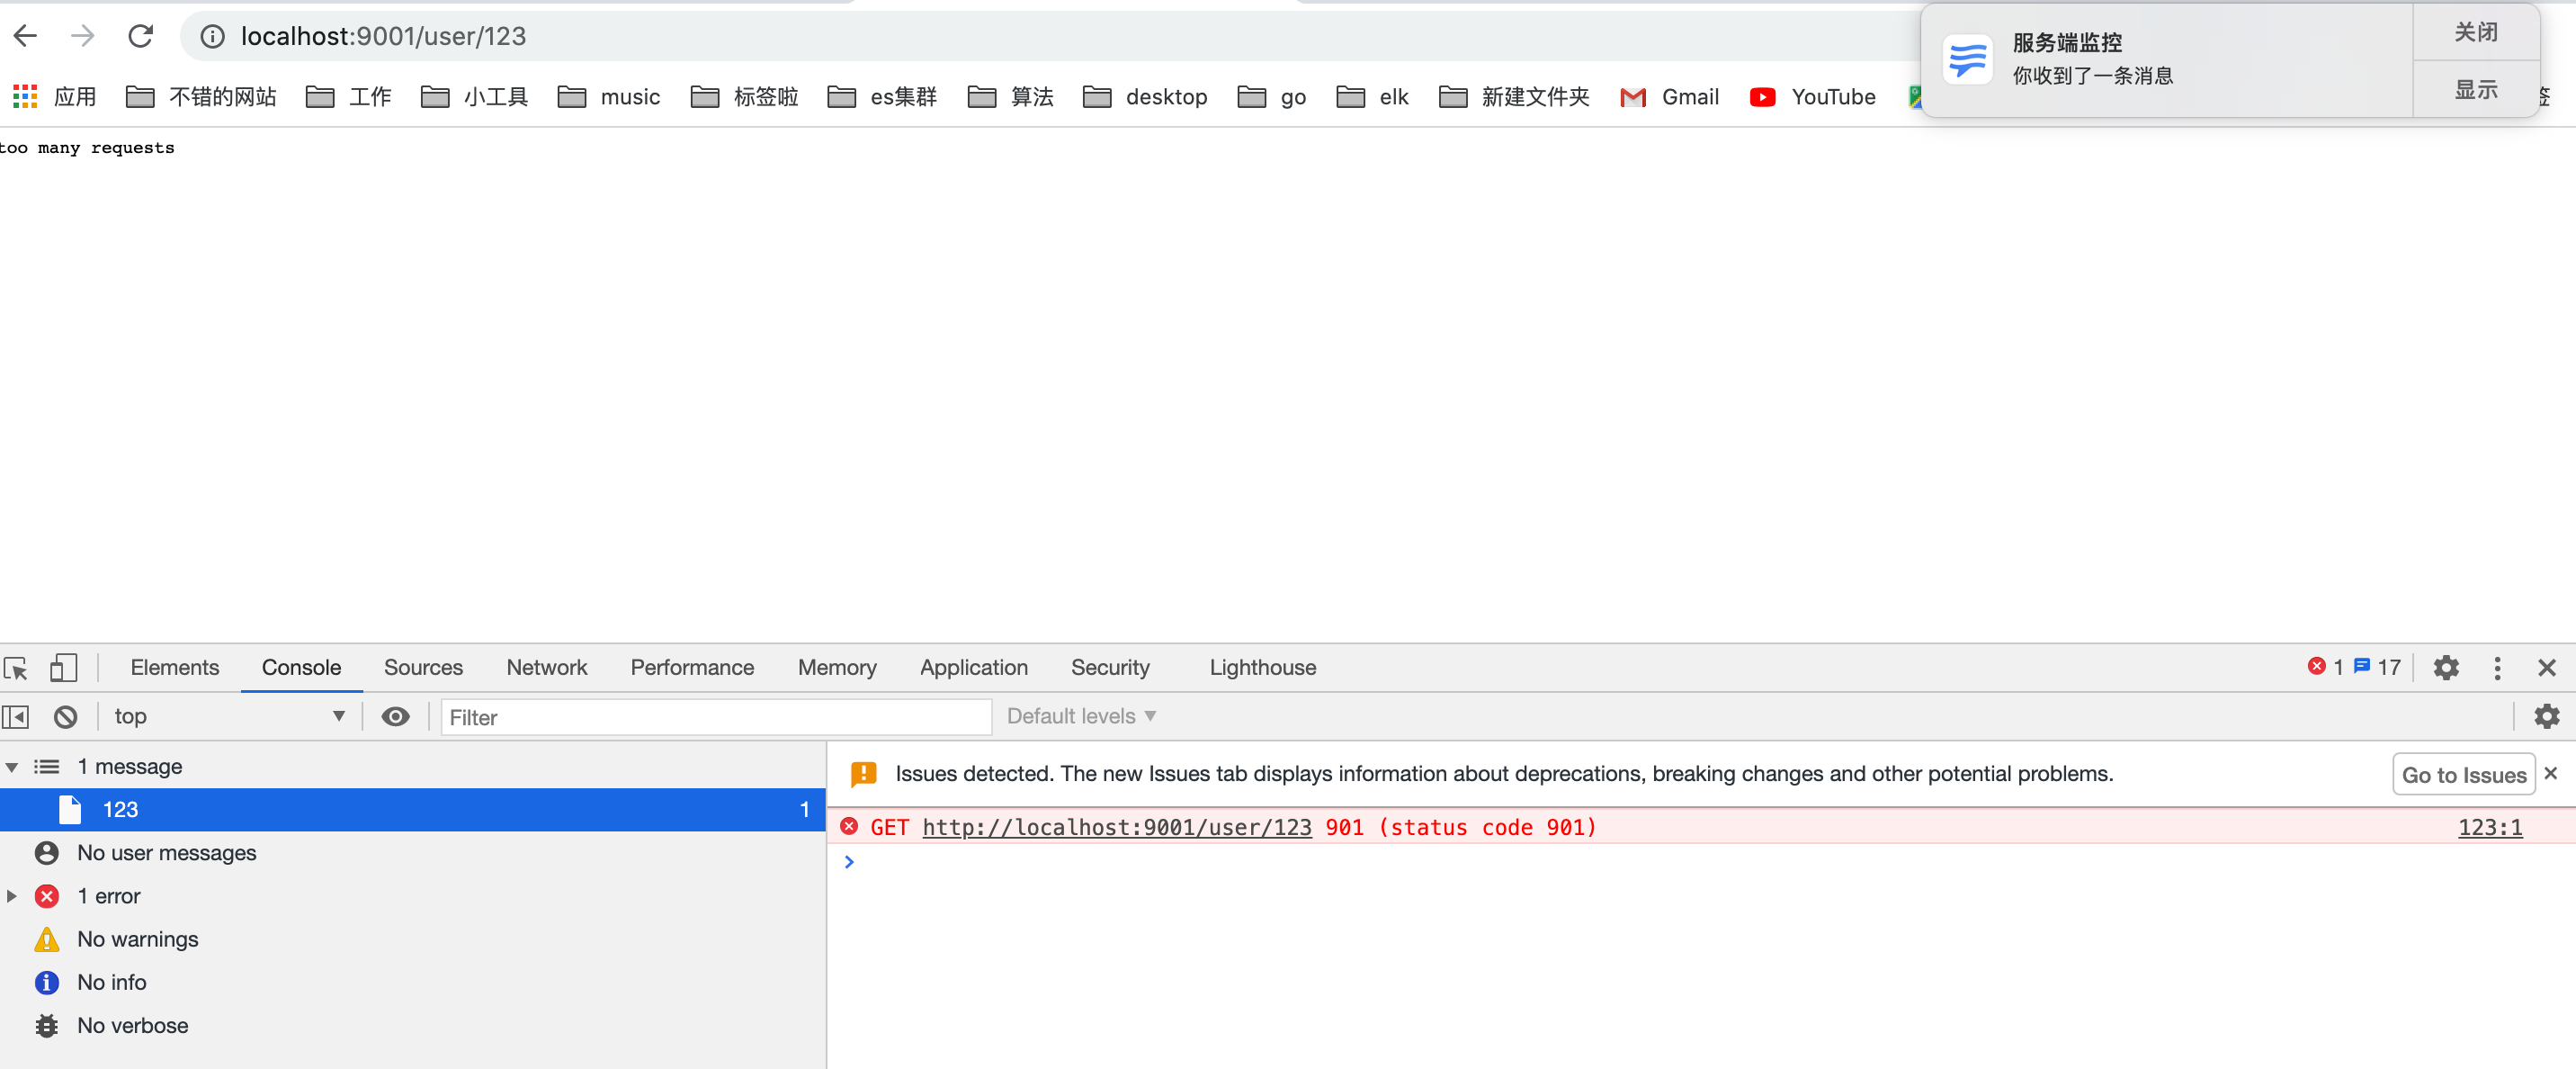 localhost:9001/user/123
服务端监控
你收到了一条消息
关闭
显示
应用 不错的网站 工作 小工具 music 标签啦 es集群 算法 desktop go elk 新建文件夹 Gmail YouTube
too many requests
Elements Console Sources Network Performance Memory Application Security Lighthouse 1 17
top Filter Default levels
1 message
123 1
No user messages
1 error
No warnings
No info
No verbose
Issues detected. The new Issues tab displays information about deprecations, breaking changes and other potential problems. Go to Issues
GET http://localhost:9001/user/123 901 (status code 901) 123:1